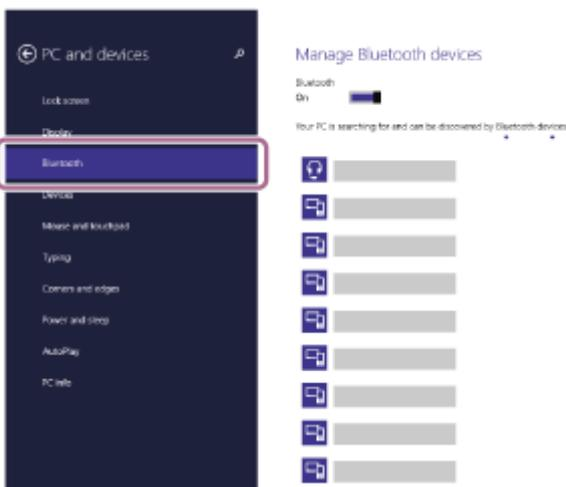 PC and devices
Lock screen
Display
Bluetooth
Devices
Mouse and touchpad
Typing
Corners and edges
Power and sleep
AutoPlay
PC info
Manage Bluetooth devices
Bluetooth
On
Your PC is searching for and can be discovered by Bluetooth devices